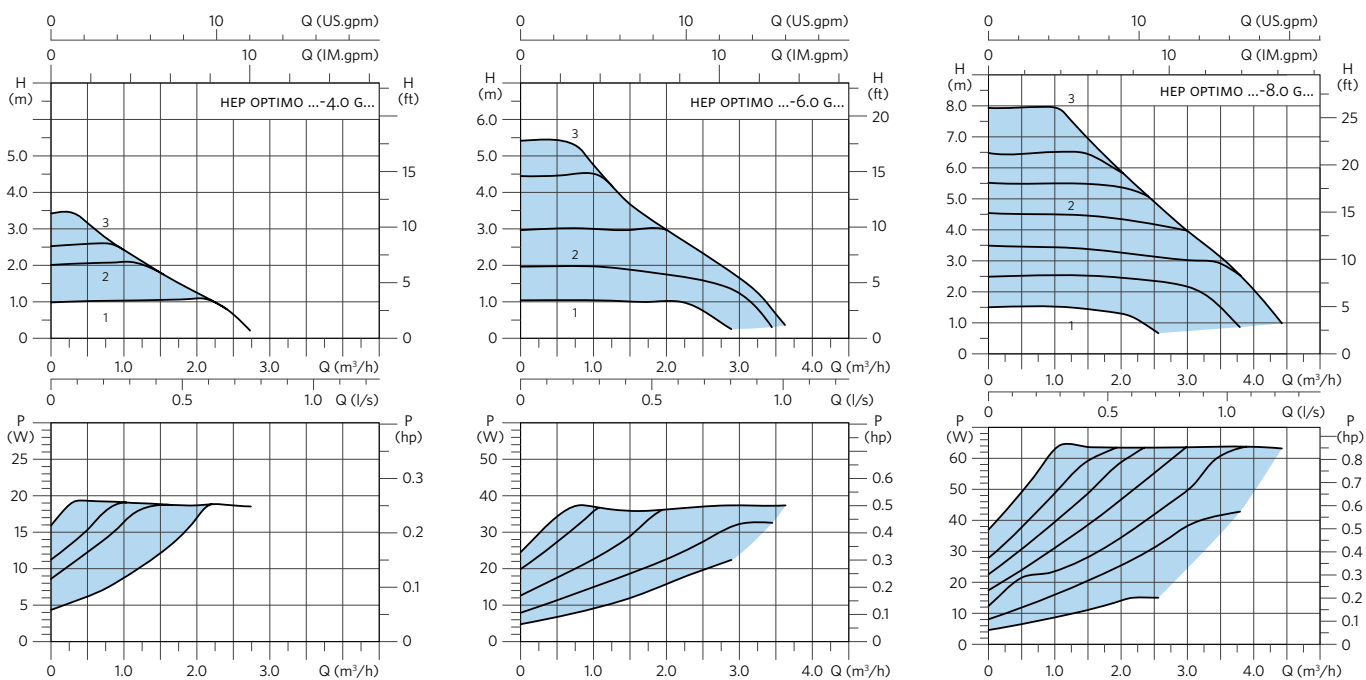 0 10 Q (US.gpm)
0 10 Q (IM.gpm)
H (m)
H (ft)
HEP OPTIMO ...-4.0 G...
5.0
4.0
3.0
2.0
1.0
0
15
10
5
0
3
2
1
0 1.0 2.0 Q (m³/h)
0 0.5 1.0 Q (l/s)
P (W)
P (hp)
25
20
15
10
5
0
0.3
0.2
0.1
0
0 1.0 2.0 3.0 Q (m³/h)
0 10 Q (US.gpm)
0 10 Q (IM.gpm)
H (m)
H (ft)
HEP OPTIMO ...-6.0 G...
6.0
5.0
4.0
3.0
2.0
1.0
0
20
15
10
5
0
3
2
1
0 1.0 2.0 3.0 4.0 Q (m³/h)
0 0.5 1.0 Q (l/s)
P (W)
P (hp)
50
40
30
20
10
0
0.6
0.5
0.4
0.3
0.2
0.1
0
0 1.0 2.0 3.0 4.0 Q (m³/h)
0 10 Q (US.gpm)
0 10 Q (IM.gpm)
H (m)
H (ft)
HEP OPTIMO ...-8.0 G...
8.0
7.0
6.0
5.0
4.0
3.0
2.0
1.0
0
25
20
15
10
5
0
3
2
1
0 1.0 2.0 3.0 4.0 Q (m³/h)
0 0.5 1.0 Q (l/s)
P (W)
P (hp)
60
50
40
30
20
10
0
0.8
0.7
0.6
0.5
0.4
0.3
0.2
0.1
0
0 1.0 2.0 3.0 4.0 Q (m³/h)